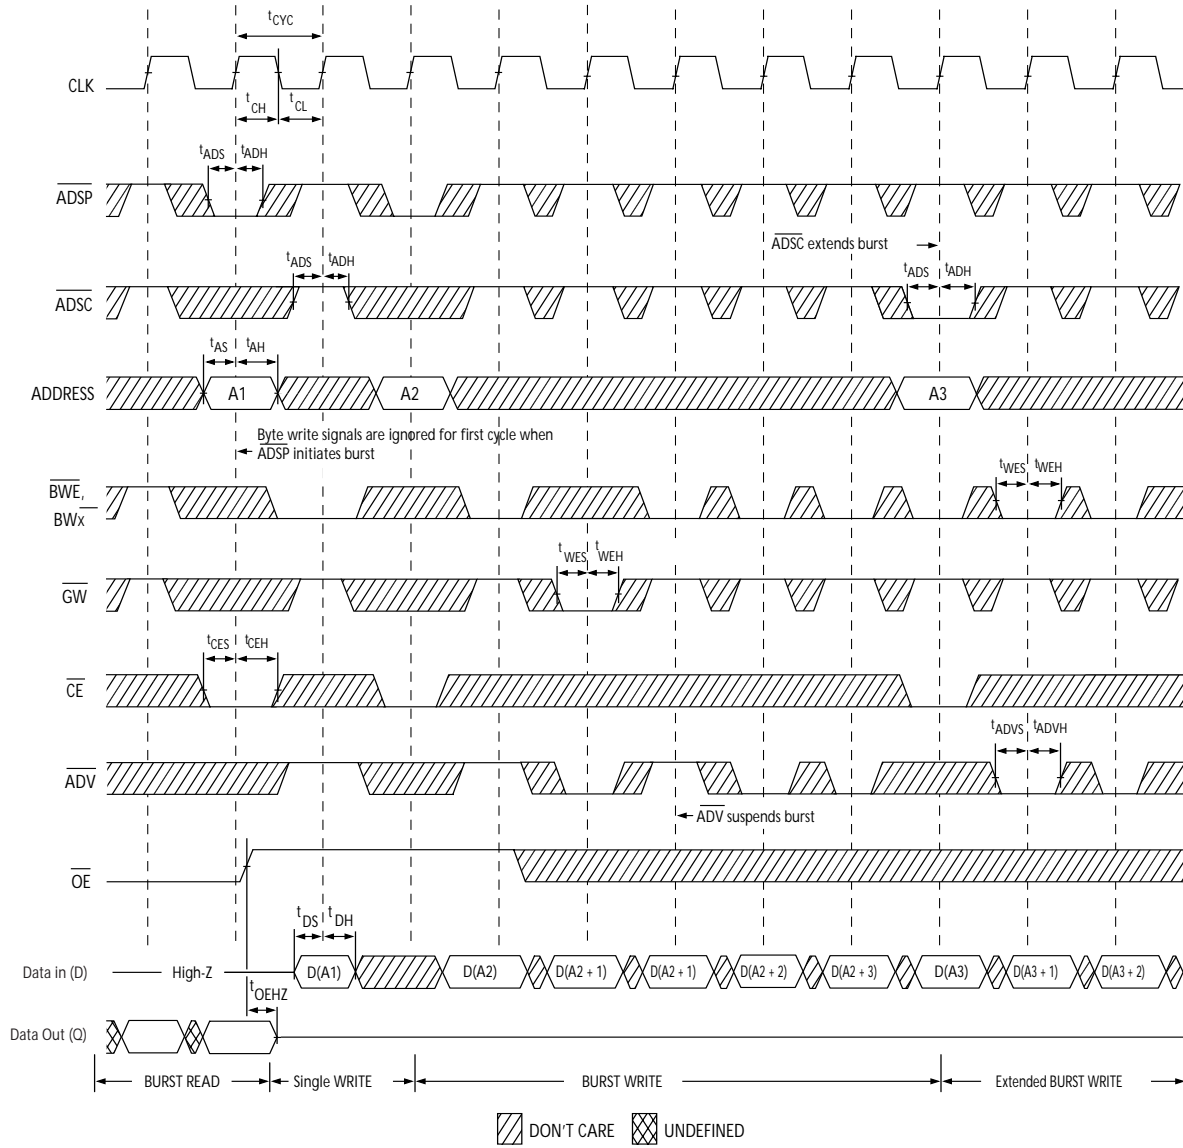 tCYC
CLK
tCH
tCL
tADS
tADH
ADSP
ADSC extends burst
tADS
tADH
tADS
tADH
ADSC
tAS
tAH
ADDRESS
A1
A2
A3
Byte write signals are ignored for first cycle when
ADSP initiates burst
tWES
tWEH
BWE,
BWx
tWES
tWEH
GW
tCES
tCEH
CE
tADVS
tADVH
ADV
ADV suspends burst
OE
tDS
tDH
Data in (D)
High-Z
D(A1)
D(A2)
D(A2 + 1)
D(A2 + 1)
D(A2 + 2)
D(A2 + 3)
D(A3)
D(A3 + 1)
D(A3 + 2)
tOEHZ
Data Out (Q)
BURST READ
Single WRITE
BURST WRITE
Extended BURST WRITE
DON'T CARE
UNDEFINED